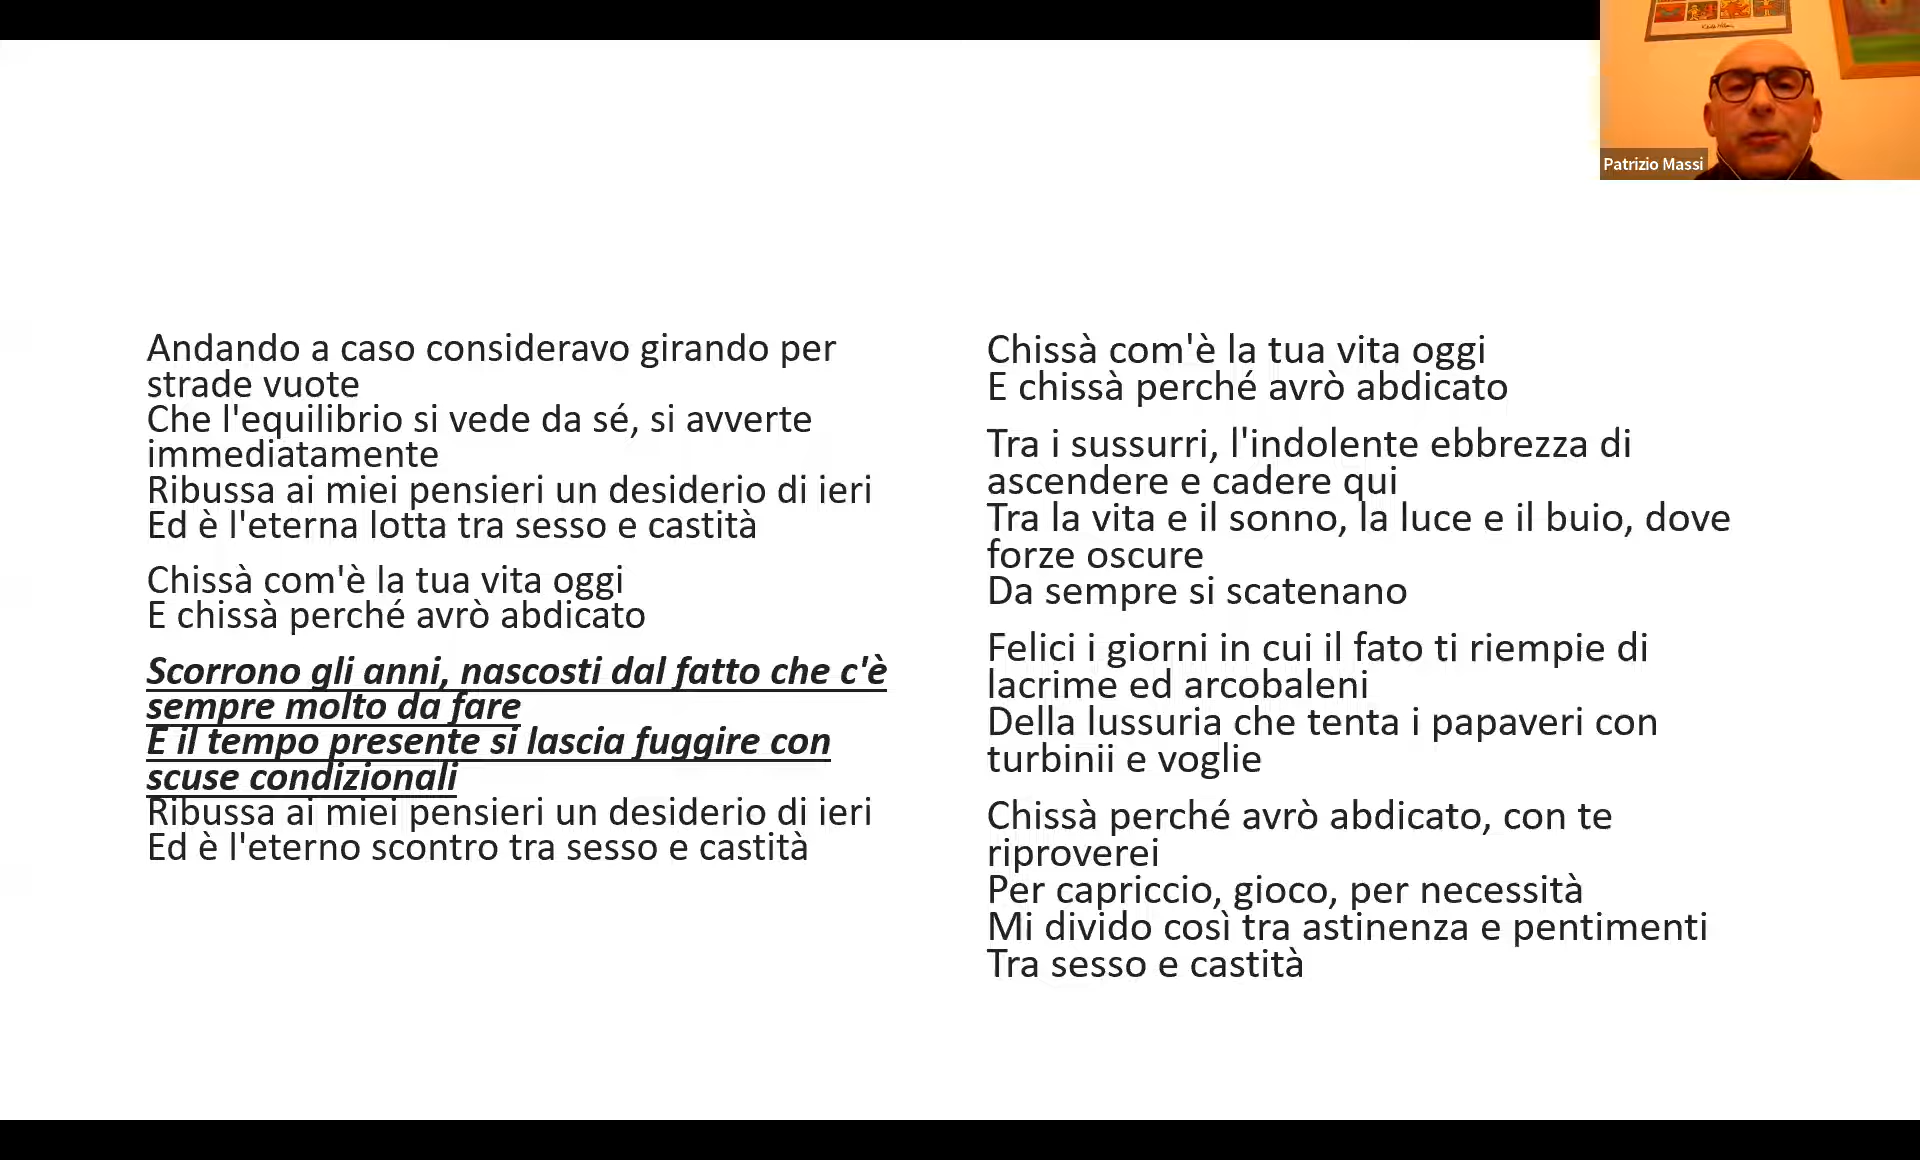 Patrizio Massi
Andando a caso consideravo girando per
strade vuote
Che l'equilibrio si vede da sé, si avverte
immediatamente
Ribussa ai miei pensieri un desiderio di ieri
Ed è l'eterna lotta tra sesso e castità
Chissà com'è la tua vita oggi
E chissà perché avrò abdicato
Scorrono gli anni, nascosti dal fatto che c'è
sempre molto da fare
E il tempo presente si lascia fuggire con
scuse condizionali
Ribussa ai miei pensieri un desiderio di ieri
Ed è l'eterno scontro tra sesso e castità
Chissà com'è la tua vita oggi
E chissà perché avrò abdicato
Tra i sussurri, l'indolente ebbrezza di
ascendere e cadere qui
Tra la vita e il sonno, la luce e il buio, dove
forze oscure
Da sempre si scatenano
Felici i giorni in cui il fato ti riempie di
lacrime ed arcobaleni
Della lussuria che tenta i papaveri con
turbinii e voglie
Chissà perché avrò abdicato, con te
riproverei
Per capriccio, gioco, per necessità
Mi divido così tra astinenza e pentimenti
Tra sesso e castità